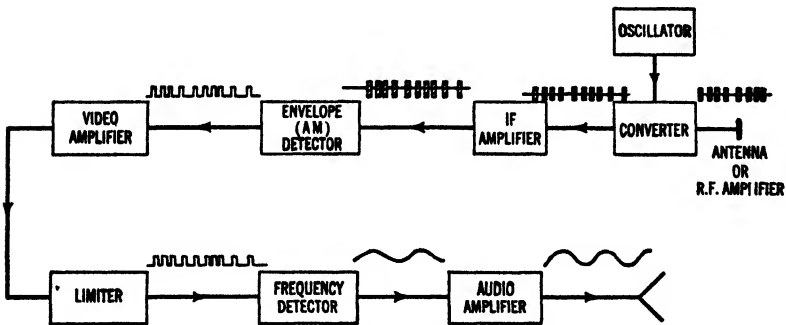 OSCILLATOR
VIDEO
AMPLIFIER
ENVELOPE
(AM)
DETECTOR
IF
AMPLIFIER
CONVERTER
ANTENNA
OR
R.F. AMPLIFIER
LIMITER
FREQUENCY
DETECTOR
AUDIO
AMPLIFIER